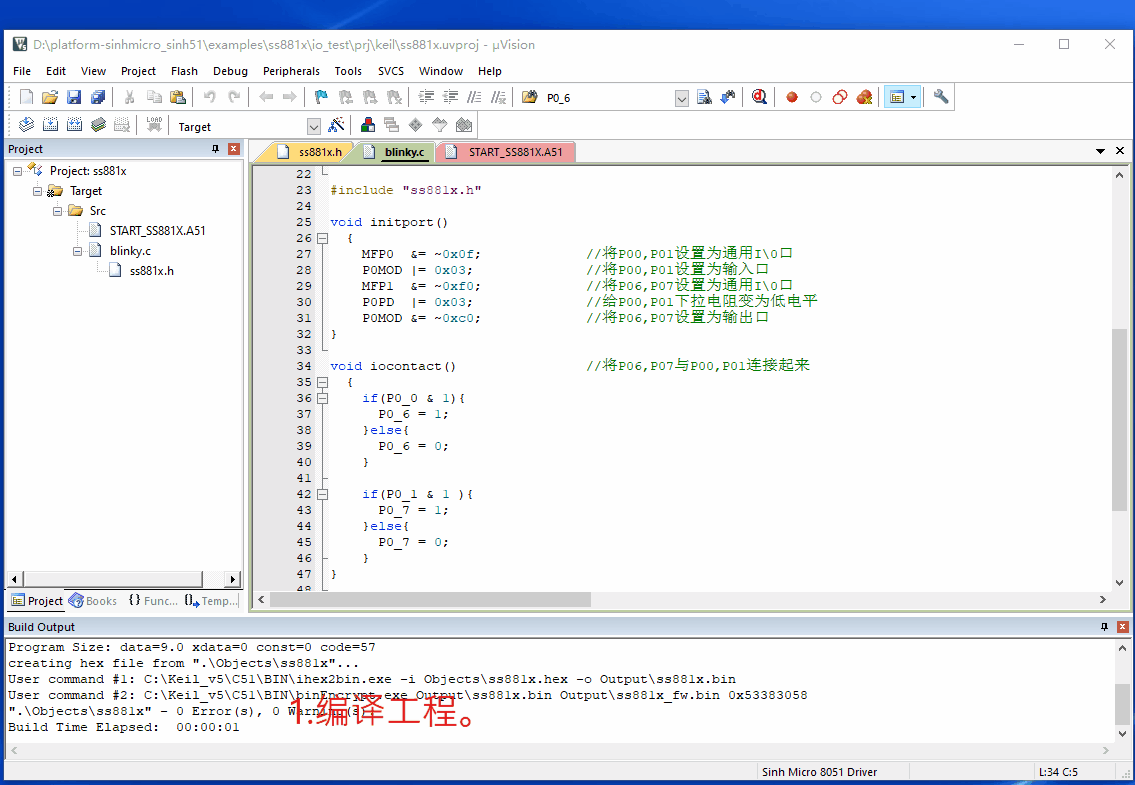 D:\platform-sinhmicro_sinh51\examples\ss881x\io_test\prj\keil\ss881x.uvproj - µVision
File Edit View Project Flash Debug Peripherals Tools SVCS Window Help
P0_6
LOAD Target
Project
ss881x.h blinky.c START_SS881X.A51
Project: ss881x
Target
Src
START_SS881X.A51
blinky.c
ss881x.h
22
23 #include "ss881x.h"
24
25 void initport()
26 {
27 MFP0 &= ~0x0f; //将P00,P01设置为通用I\O口
28 P0MOD |= 0x03; //将P00,P01设置为输入口
29 MFP1 &= ~0xf0; //将P06,P07设置为通用I\O口
30 P0PD |= 0x03; //给P00,P01下拉电阻变为低电平
31 P0MOD &= ~0xc0; //将P06,P07设置为输出口
32 }
33
34 void iocontact() //将P06,P07与P00,P01连接起来
35 {
36 if(P0_0 & 1){
37 P0_6 = 1;
38 }else{
39 P0_6 = 0;
40 }
41
42 if(P0_1 & 1 ){
43 P0_7 = 1;
44 }else{
45 P0_7 = 0;
46 }
47 }
48
Project Books {} Func... {} Temp...
Build Output
Program Size: data=9.0 xdata=0 const=0 code=57
creating hex file from ".\Objects\ss881x"...
User command #1: C:\Keil_v5\C51\BIN\ihex2bin.exe -i Objects\ss881x.hex -o Output\ss881x.bin
User command #2: C:\Keil_v5\C51\BIN\binEncrypt.exe Output\ss881x.bin Output\ss881x_fw.bin 0x53383058
".\Objects\ss881x" - 0 Error(s), 0 Warning(s).
1.编译工程。
Build Time Elapsed: 00:00:01
Sinh Micro 8051 Driver L:34 C:5